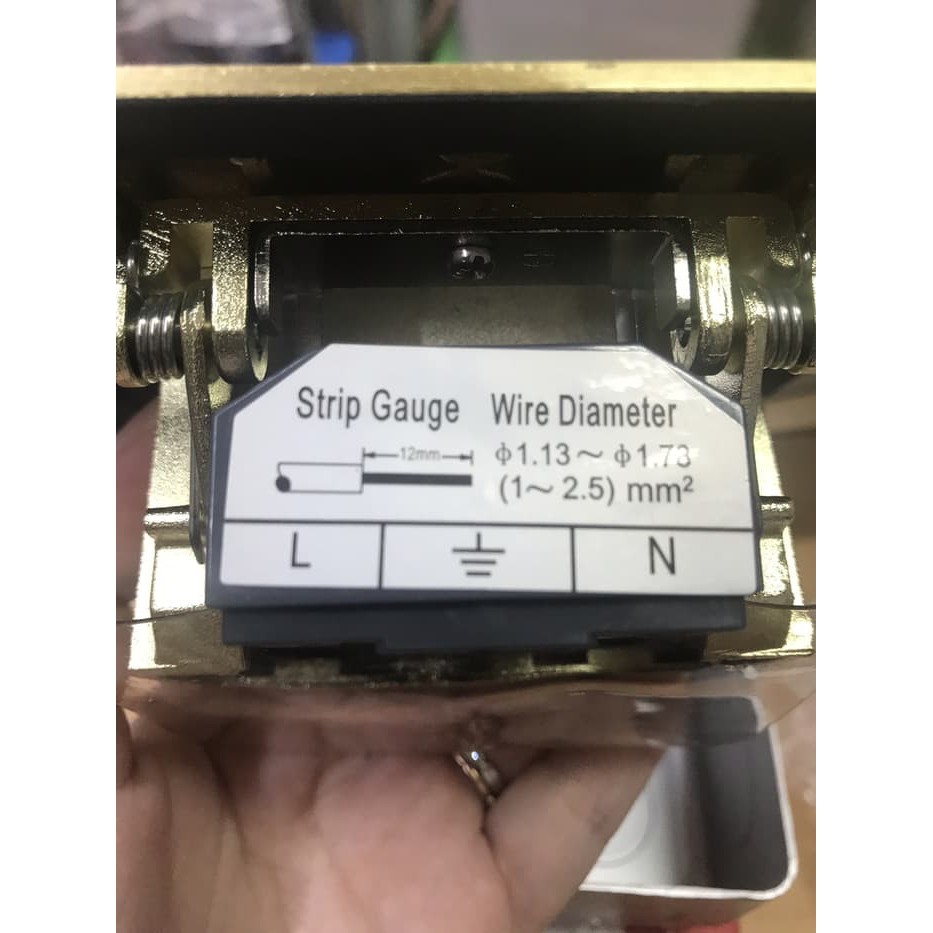 Strip Gauge Wire Diameter
12mm φ1.13～φ1.73
(1～2.5) mm²
L N